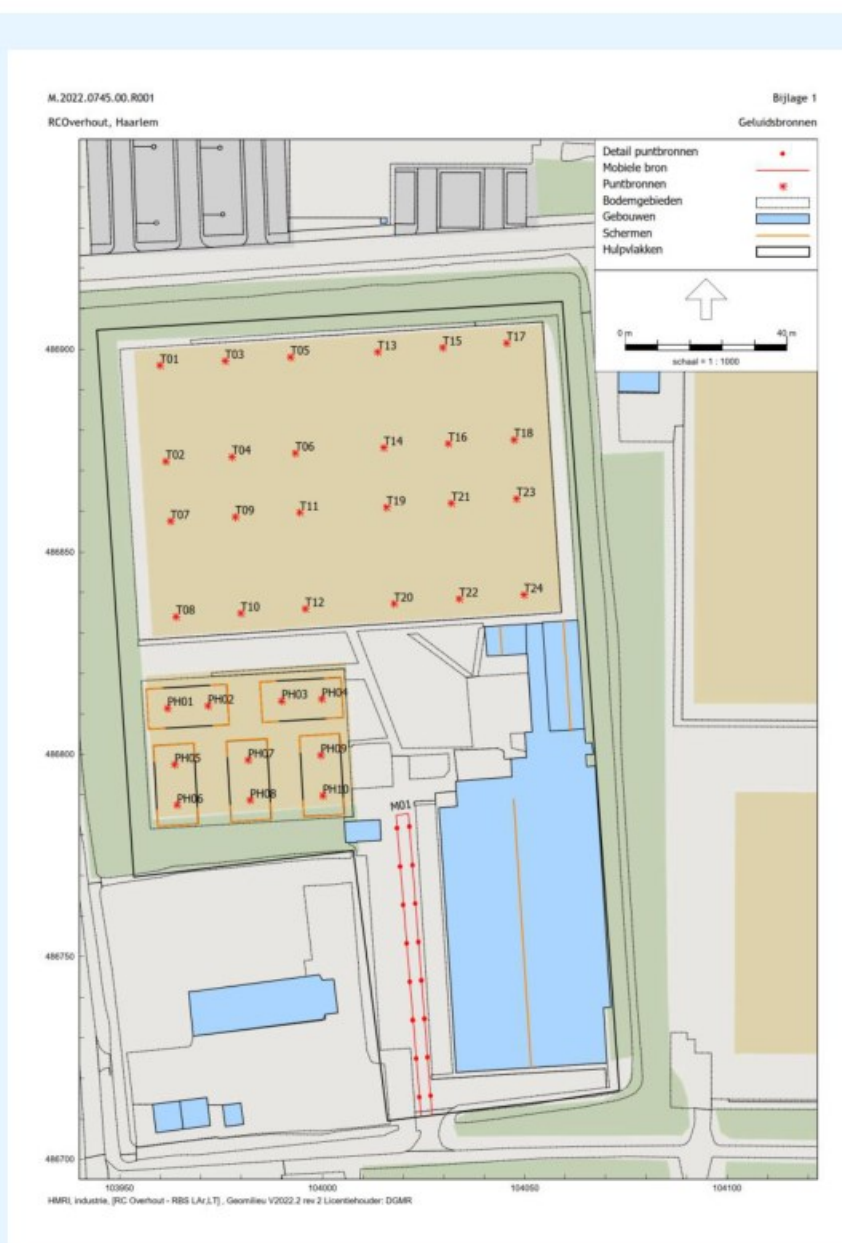 M.2022.0745.00.R001 Bijlage 1
RCOverhout, Haarlem Geluidsbronnen
Detail puntbronnen
Mobiele bron
Puntbronnen
Bodemgebieden
Gebouwen
Schermen
Hulpvlakken
0 m 40 m
schaal = 1 : 1000
486900
T01 T03 T05 T13 T15 T17
T02 T04 T06 T14 T16 T18
T07 T09 T11 T19 T21 T23
486850
T08 T10 T12 T20 T22 T24
PH01 PH02 PH03 PH04
486800
PH05 PH07 PH09
PH06 PH08 PH10
M01
486750
486700
103950 104000 104050 104100
HMRI, industrie, [RC Overhout - RBS LAr,LT] , Geomilieu V2022.2 rev 2 Licentiehouder: DGMR